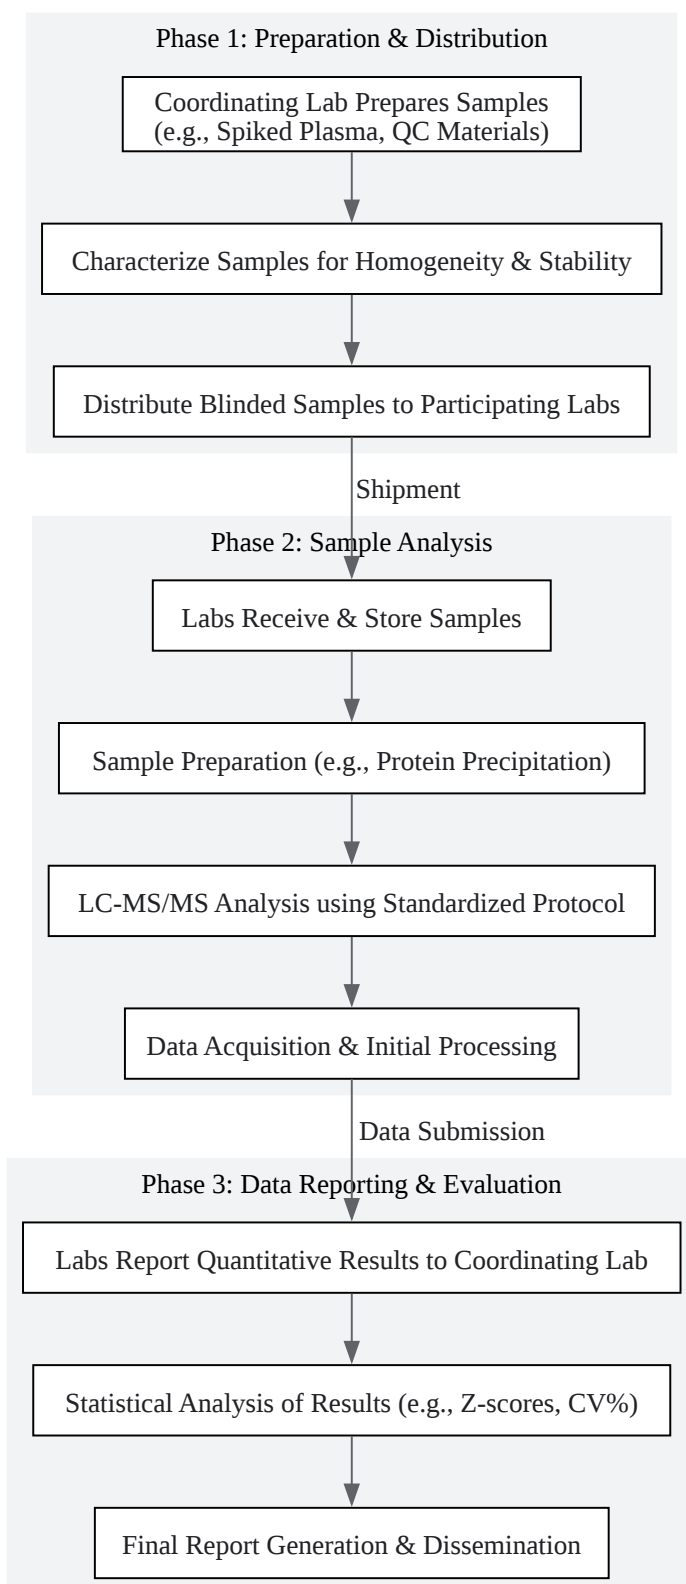 Phase 1: Preparation & Distribution
Coordinating Lab Prepares Samples
(e.g., Spiked Plasma, QC Materials)
Characterize Samples for Homogeneity & Stability
Distribute Blinded Samples to Participating Labs
Shipment
Phase 2: Sample Analysis
Labs Receive & Store Samples
Sample Preparation (e.g., Protein Precipitation)
LC-MS/MS Analysis using Standardized Protocol
Data Acquisition & Initial Processing
Data Submission
Phase 3: Data Reporting & Evaluation
Labs Report Quantitative Results to Coordinating Lab
Statistical Analysis of Results (e.g., Z-scores, CV%)
Final Report Generation & Dissemination